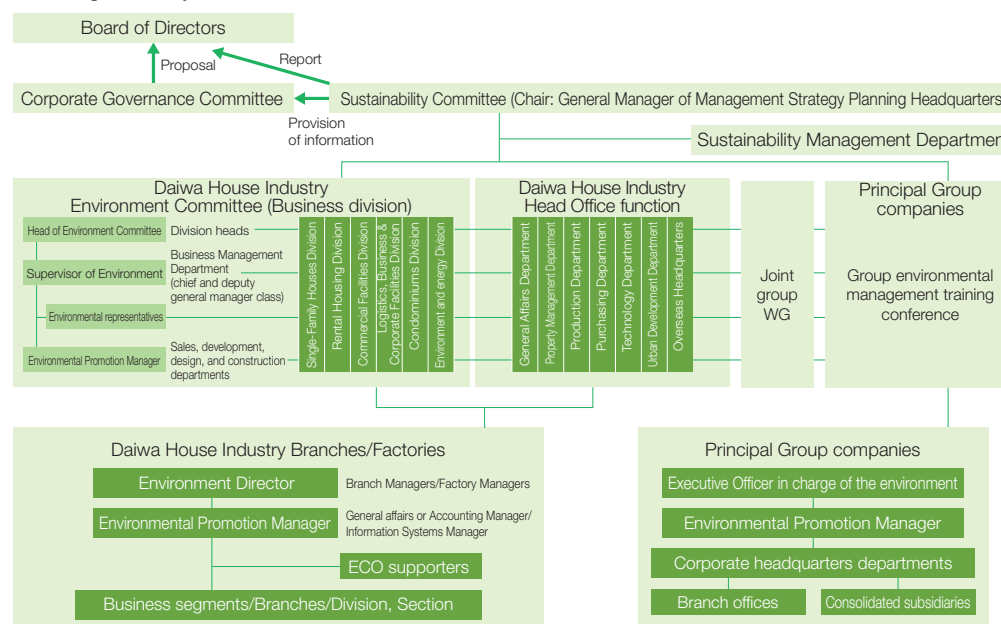 Board of Directors
Proposal
Report
Corporate Governance Committee
Sustainability Committee (Chair: General Manager of Management Strategy Planning Headquarters
Provision
of information
Sustainability Management Departmen
Daiwa House Industry
Environment Committee (Business division)
Head of Environment Committee
Division heads
Supervisor of Environment
Business Management
Department
(chief and deputy
general manager class)
Environmental representatives
Environmental Promotion Manager
Sales, development,
design, and construction
departments
Single-Family Houses Division
Rental Housing Division
Commercial Facilities Division
Logistics, Business &
Corporate Facilities Division
Condominiums Division
Environment and energy Division
Daiwa House Industry
Head Office function
General Affairs Department
Property Management Department
Production Department
Purchasing Department
Technology Department
Urban Development Department
Overseas Headquarters
Joint
group
WG
Principal Group
companies
Group environmental
management training
conference
Daiwa House Industry Branches/Factories
Environment Director
Branch Managers/Factory Managers
Environmental Promotion Manager
General affairs or Accounting Manager/
Information Systems Manager
ECO supporters
Business segments/Branches/Division, Section
Principal Group companies
Executive Officer in charge of the environment
Environmental Promotion Manager
Corporate headquarters departments
Branch offices
Consolidated subsidiaries